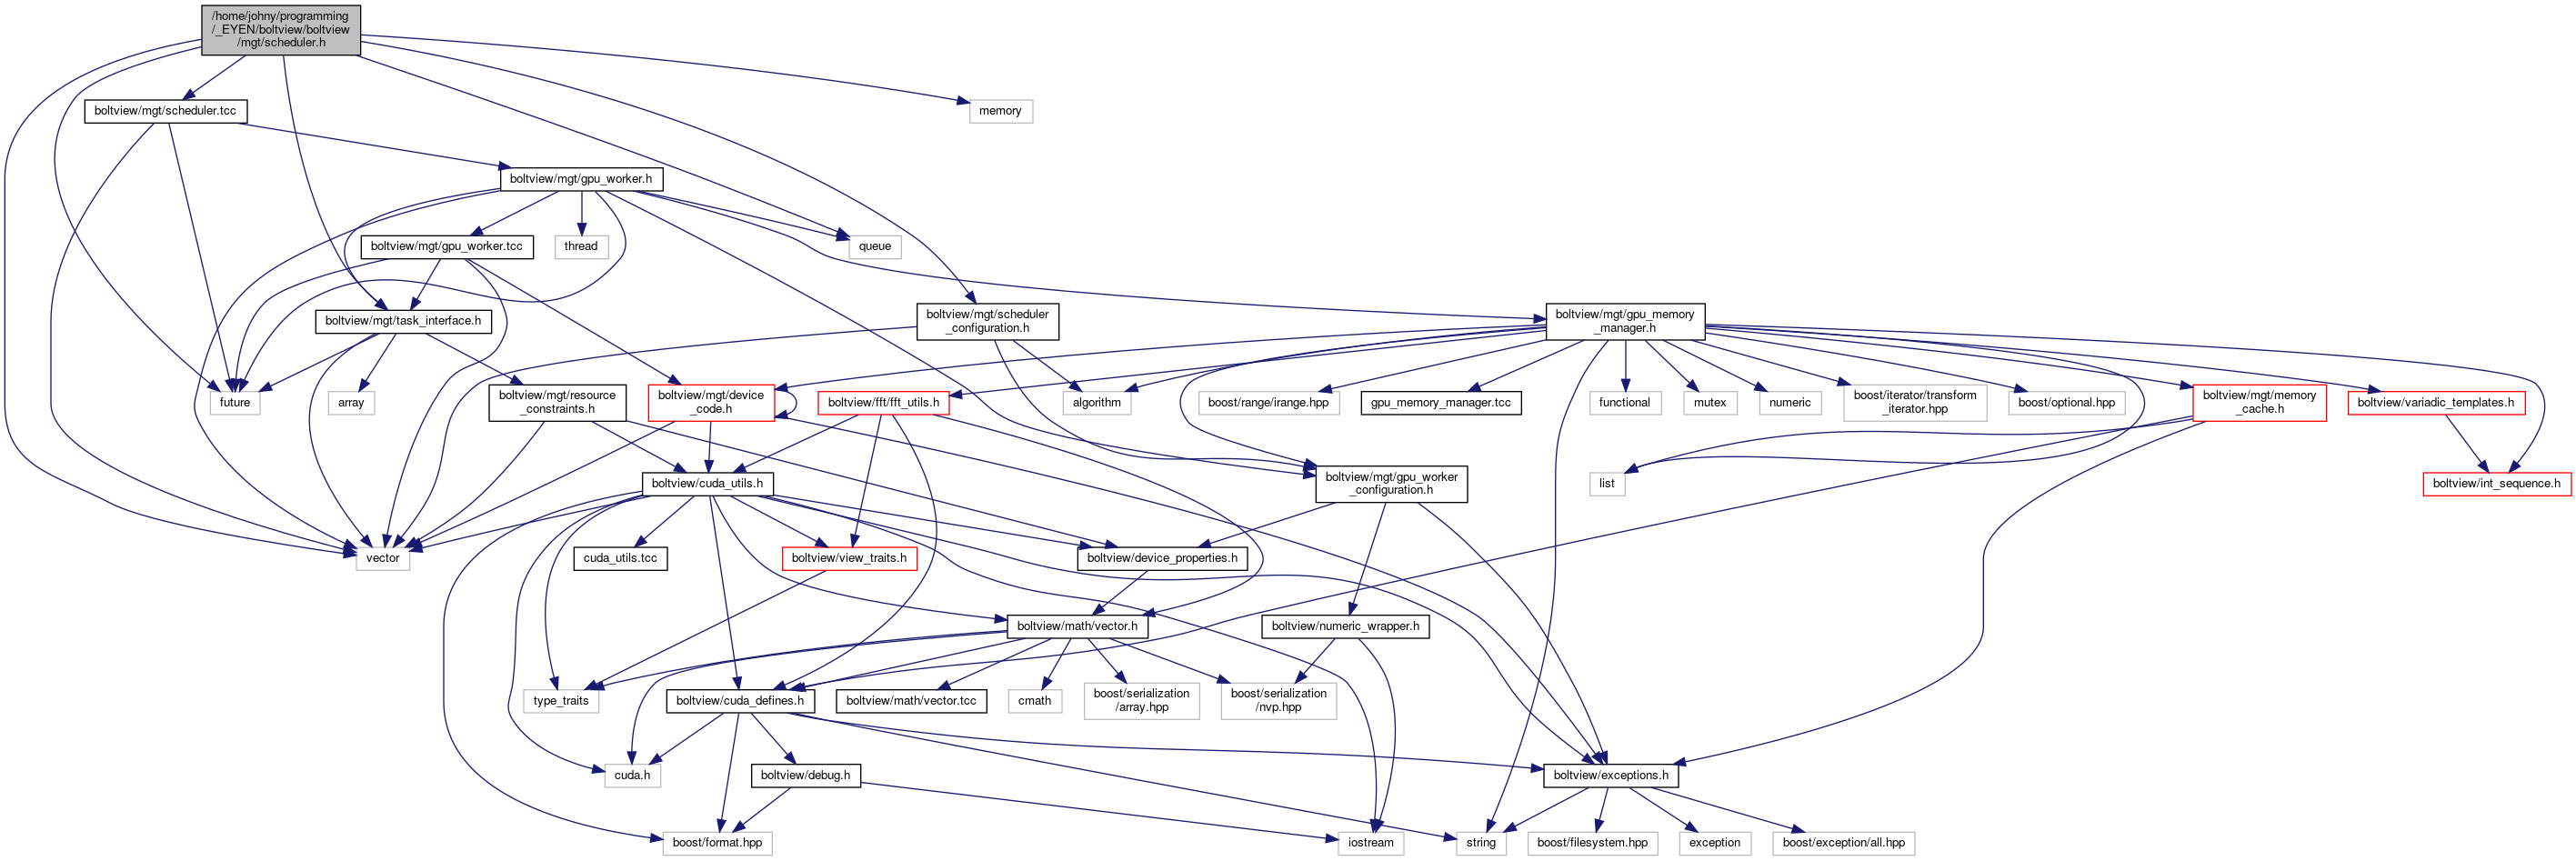 /home/johny/programming
/_EYEN/boltview/boltview
/mgt/scheduler.h
boltview/mgt/scheduler.tcc
memory
boltview/mgt/gpu_worker.h
boltview/mgt/gpu_worker.tcc
thread
queue
boltview/mgt/task_interface.h
boltview/mgt/scheduler
_configuration.h
boltview/mgt/gpu_memory
_manager.h
future
array
boltview/mgt/resource
_constraints.h
boltview/mgt/device
_code.h
boltview/fft/fft_utils.h
algorithm
boost/range/irange.hpp
gpu_memory_manager.tcc
functional
mutex
numeric
boost/iterator/transform
_iterator.hpp
boost/optional.hpp
boltview/mgt/memory
_cache.h
boltview/variadic_templates.h
boltview/cuda_utils.h
boltview/mgt/gpu_worker
_configuration.h
list
boltview/int_sequence.h
vector
cuda_utils.tcc
boltview/view_traits.h
boltview/device_properties.h
boltview/math/vector.h
boltview/numeric_wrapper.h
type_traits
boltview/cuda_defines.h
boltview/math/vector.tcc
cmath
boost/serialization
/array.hpp
boost/serialization
/nvp.hpp
cuda.h
boltview/debug.h
boltview/exceptions.h
boost/format.hpp
iostream
string
boost/filesystem.hpp
exception
boost/exception/all.hpp